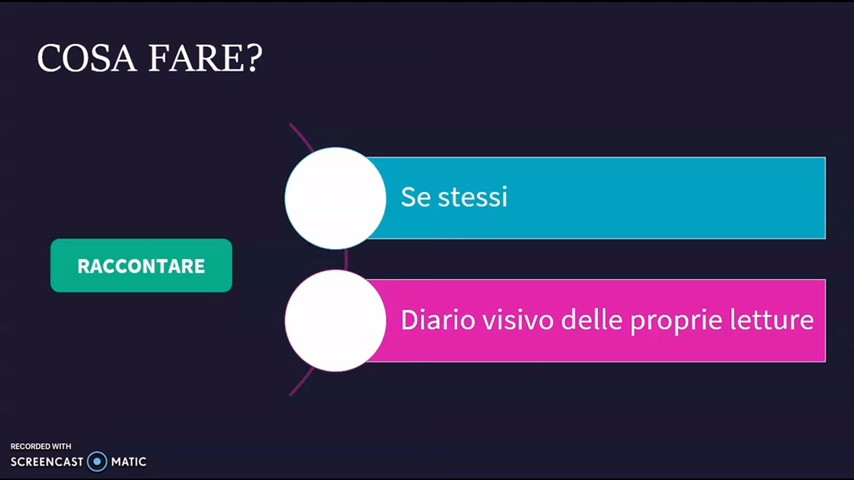 COSA FARE?
Se stessi
RACCONTARE
Diario visivo delle proprie letture
RECORDED WITH
SCREENCAST MATIC